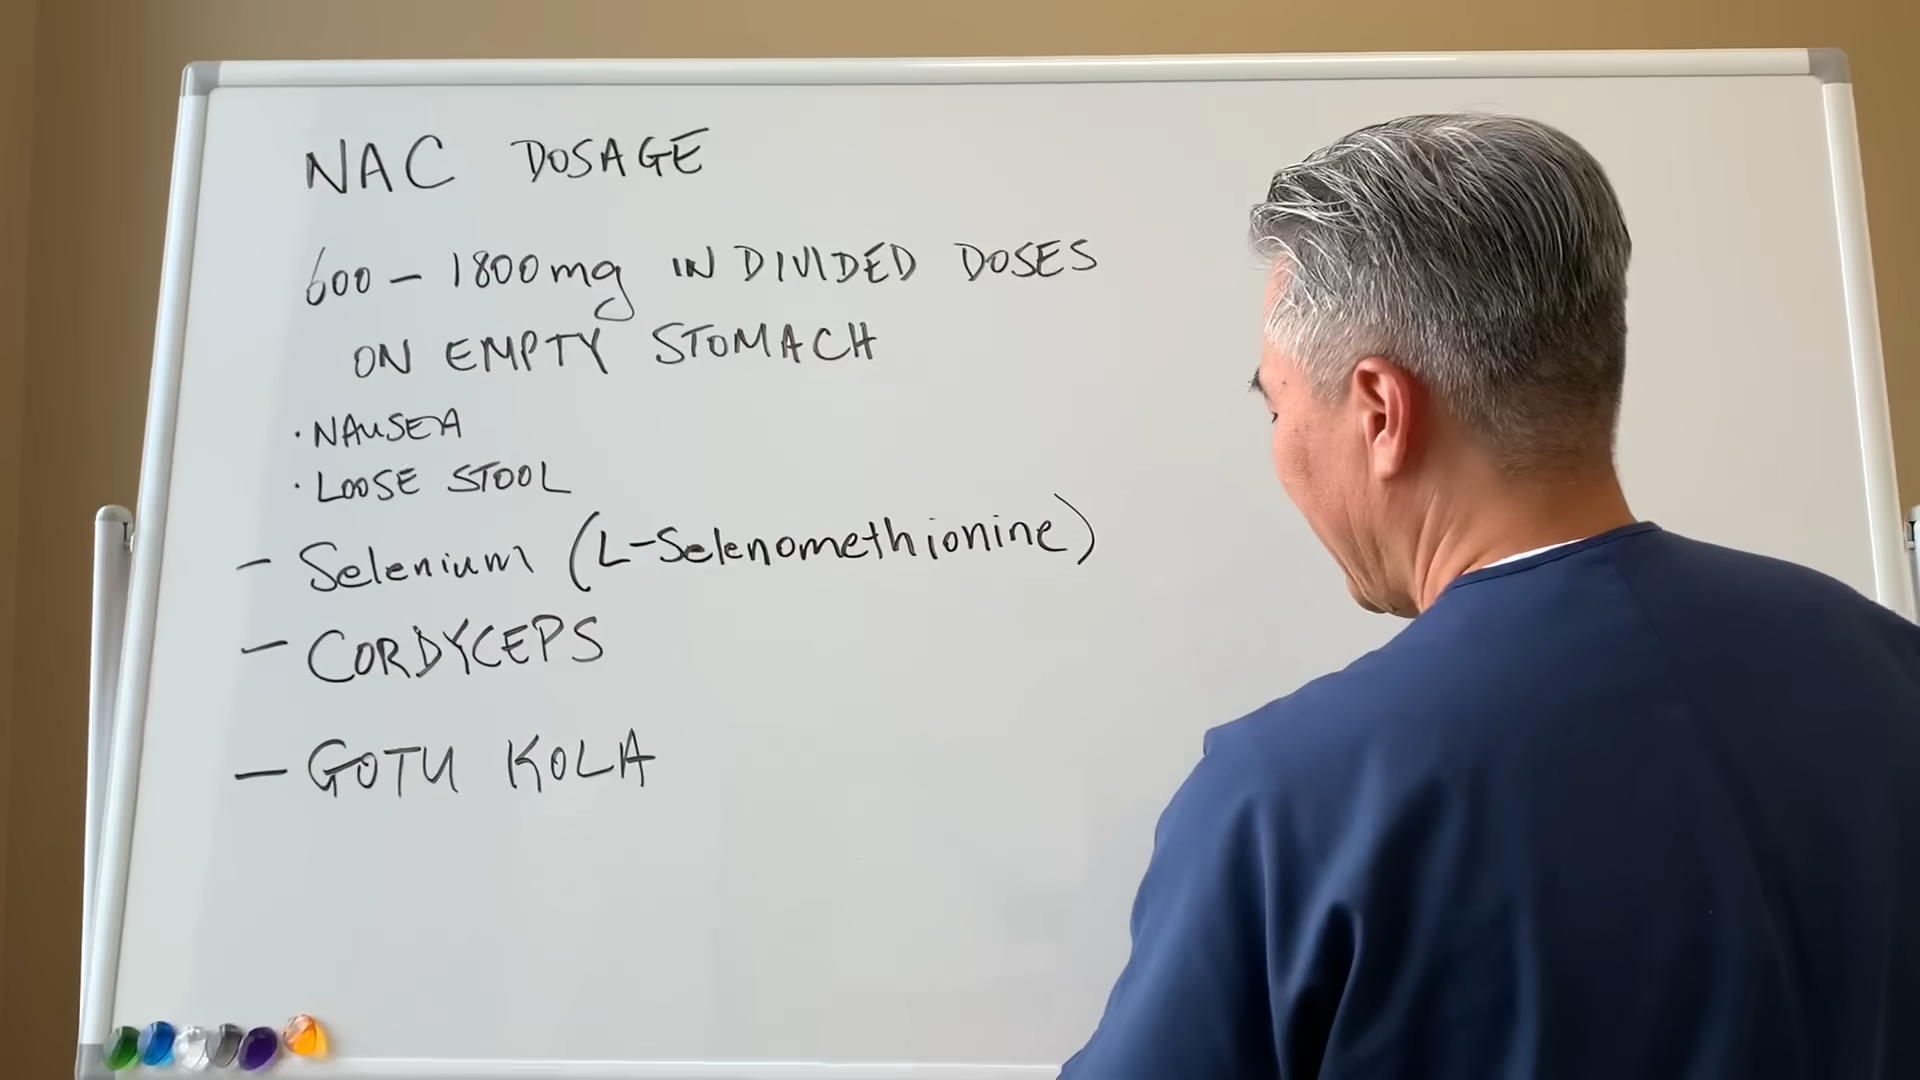 NAC DOSAGE
600 - 1800mg IN DIVIDED DOSES
ON EMPTY STOMACH
· NAUSEA
· LOOSE STOOL
- Selenium (L-Selenomethionine)
- CORDYCEPS
- GOTU KOLA